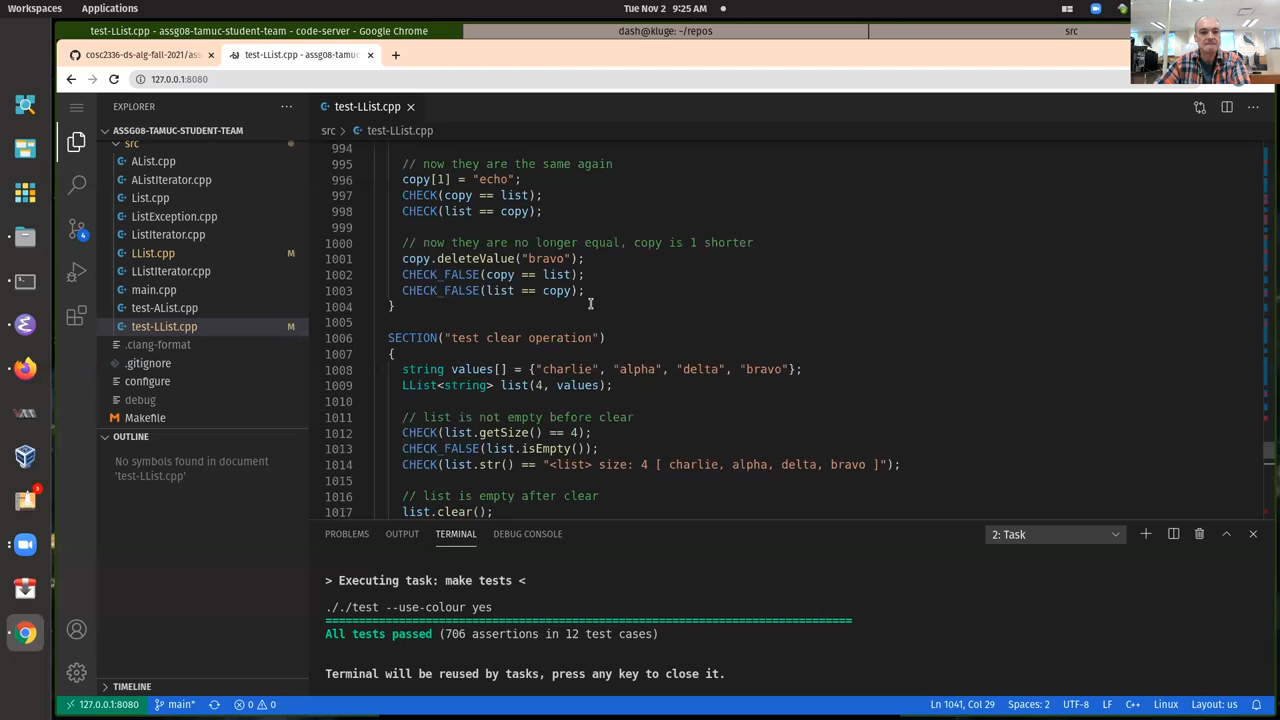 Workspaces
Applications
Tue Nov 2 9:25 AM
test-LList.cpp - assg08-tamuc-student-team - code-server - Google Chrome
dash@kluge: ~/repos
src
cosc2336-ds-alg-fall-2021/ass
test-LList.cpp - assg08-tamuc
127.0.0.1:8080
EXPLORER
test-LList.cpp
src > test-LList.cpp
ASSG08-TAMUC-STUDENT-TEAM
src
AList.cpp
AListIterator.cpp
List.cpp
ListException.cpp
ListIterator.cpp
LList.cpp M
LListIterator.cpp
main.cpp
test-AList.cpp
test-LList.cpp M
.clang-format
.gitignore
configure
debug
Makefile
OUTLINE
No symbols found in document
'test-LList.cpp'
TIMELINE
4
3
994
995 // now they are the same again
996 copy[1] = "echo";
997 CHECK(copy == list);
998 CHECK(list == copy);
999
1000 // now they are no longer equal, copy is 1 shorter
1001 copy.deleteValue("bravo");
1002 CHECK_FALSE(copy == list);
1003 CHECK_FALSE(list == copy);
1004 }
1005
1006 SECTION("test clear operation")
1007 {
1008 string values[] = {"charlie", "alpha", "delta", "bravo"};
1009 LList<string> list(4, values);
1010
1011 // list is not empty before clear
1012 CHECK(list.getSize() == 4);
1013 CHECK_FALSE(list.isEmpty());
1014 CHECK(list.str() == "<list> size: 4 [ charlie, alpha, delta, bravo ]");
1015
1016 // list is empty after clear
1017 list.clear();
PROBLEMS OUTPUT TERMINAL DEBUG CONSOLE
2: Task
> Executing task: make tests <
././test --use-colour yes
===============================================================================
All tests passed (706 assertions in 12 test cases)
Terminal will be reused by tasks, press any key to close it.
127.0.0.1:8080
main*
0 0
Ln 1041, Col 29
Spaces: 2
UTF-8
LF
C++
Linux
Layout: us